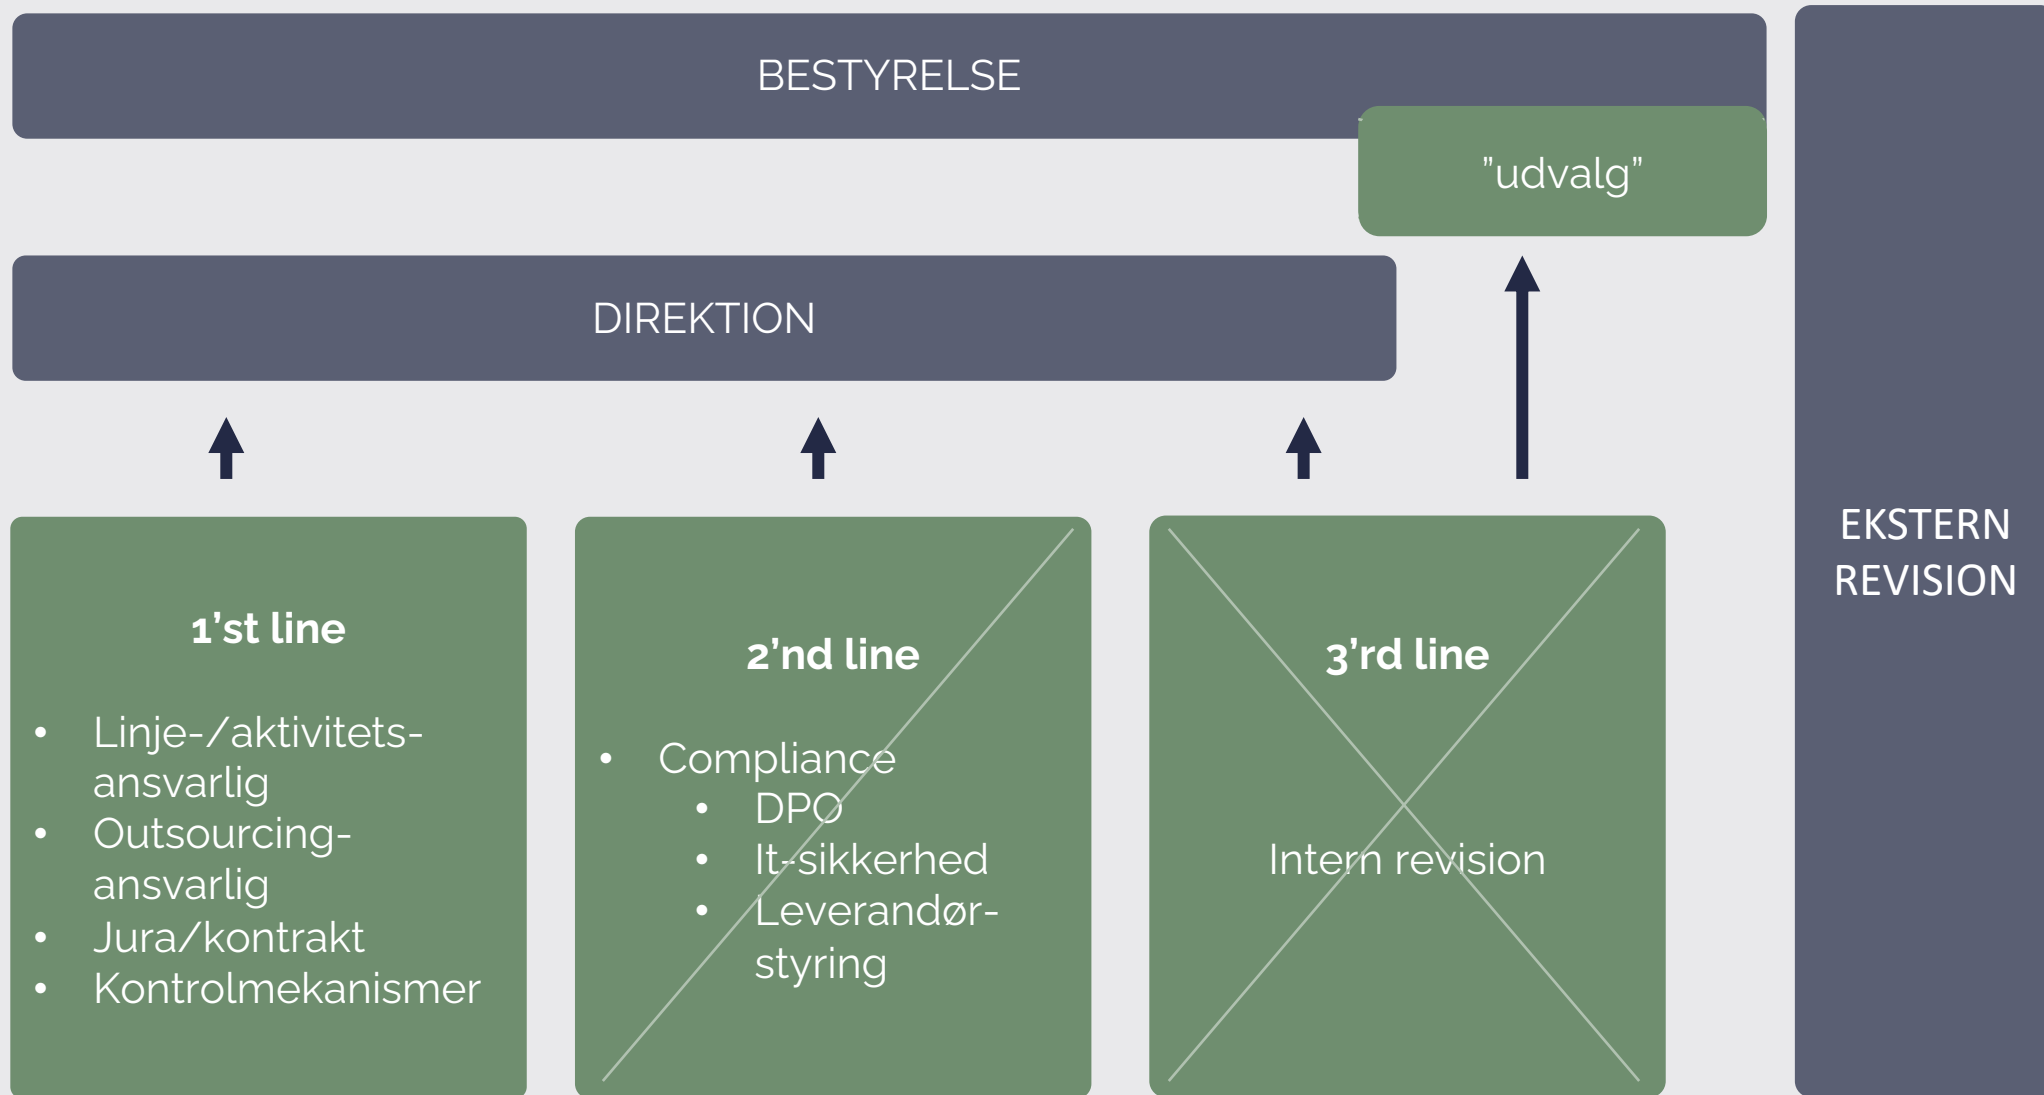 BESTYRELSE
”udvalg”
DIREKTION
EKSTERN
REVISION
1’st line
• Linje-/aktivitets-
ansvarlig
• Outsourcing-
ansvarlig
• Jura/kontrakt
• Kontrolmekanismer
2’nd line
• Compliance
• DPO
• It-sikkerhed
• Leverandør-
styring
3’rd line
Intern revision